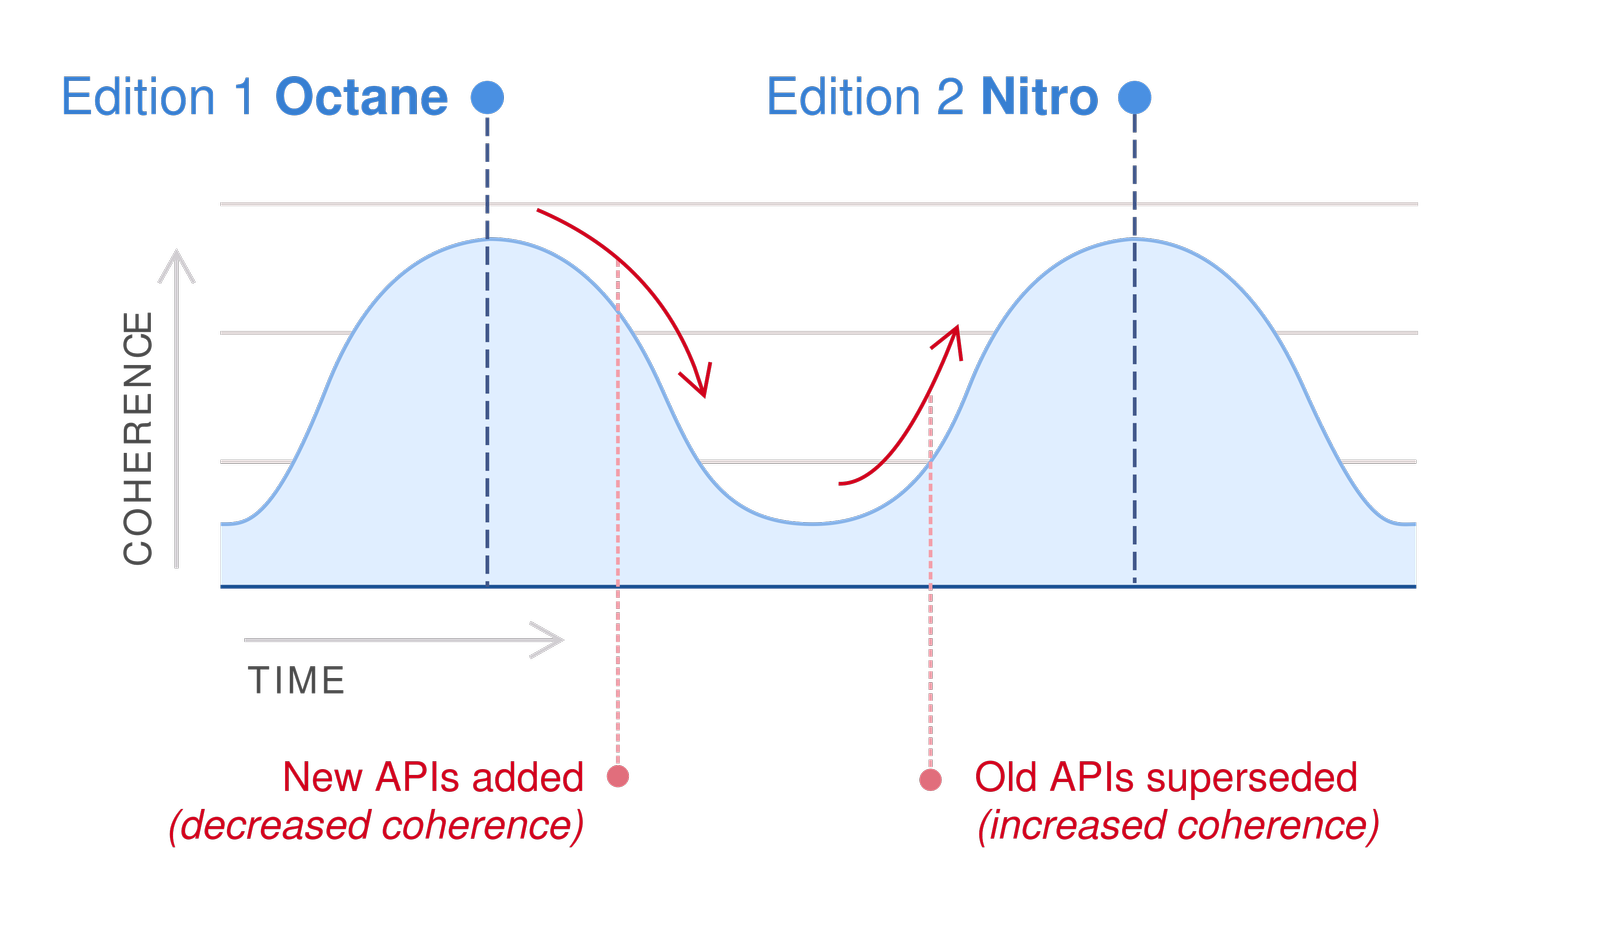 Edition 1 Octane
Edition 2 Nitro
COHERENCE
TIME
New APIs added
(decreased coherence)
Old APIs superseded
(increased coherence)